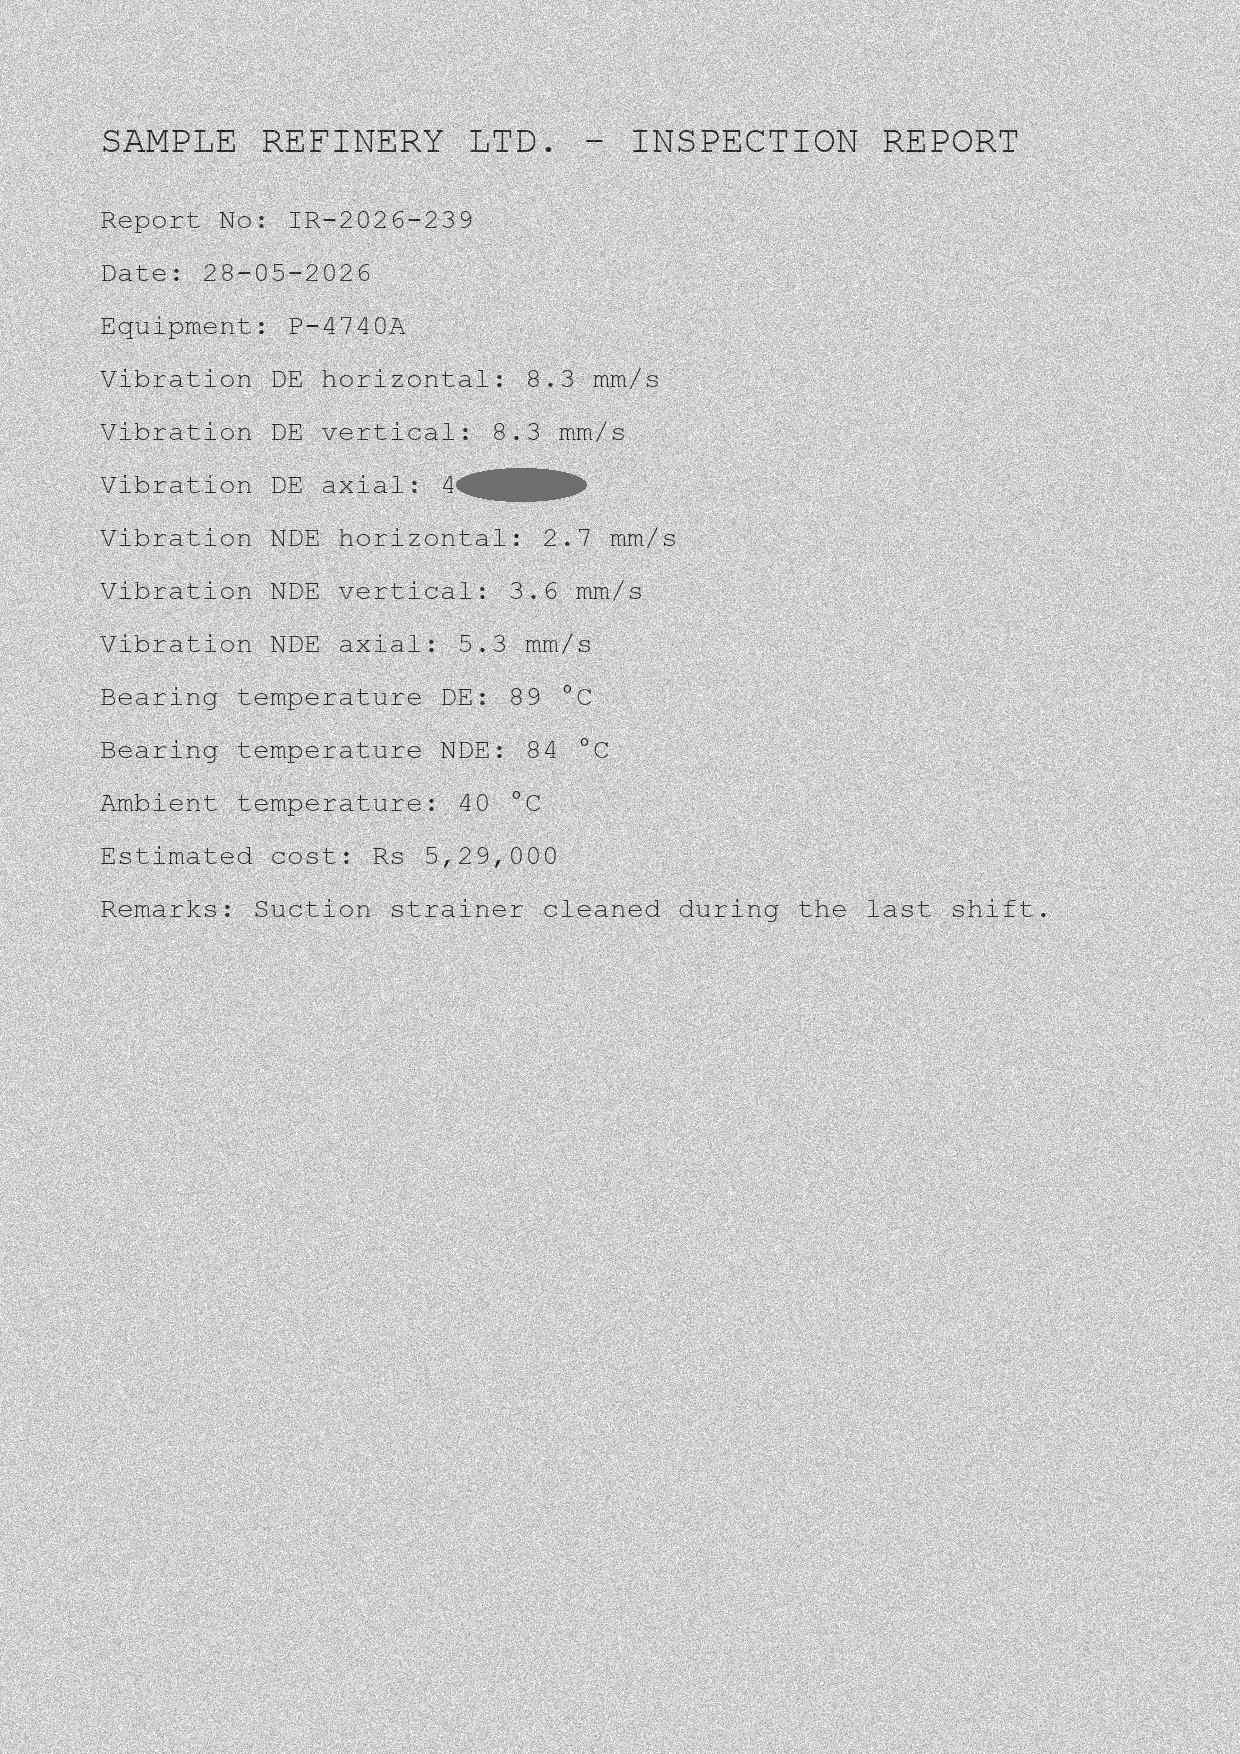 SAMPLE REFINERY LTD. - INSPECTION REPORT
Report No: IR-2026-239
Date: 28-05-2026
Equipment: P-4740A
Vibration DE horizontal: 8.3 mm/s
Vibration DE vertical: 8.3 mm/s
Vibration DE axial:
Vibration NDE horizontal: 2.7 mm/s
Vibration NDE vertical: 3.6 mm/s
Vibration NDE axial: 5.3 mm/s
Bearing temperature DE: 89 °C
Bearing temperature NDE: 84 °C
Ambient temperature: 40 °C
Estimated cost: Rs 5,29,000
Remarks: Suction strainer cleaned during the last shift.